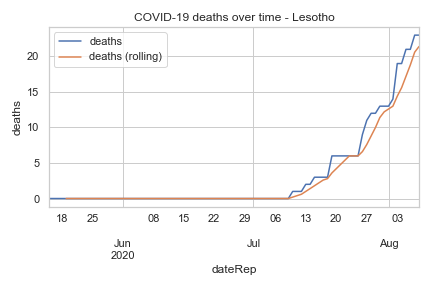 COVID-19 deaths over time - Lesotho
deaths
deaths (rolling)
deaths
20
15
10
5
0
18 25 08 15 22 29 06 13 20 27 03
Jun Jul Aug
2020
dateRep